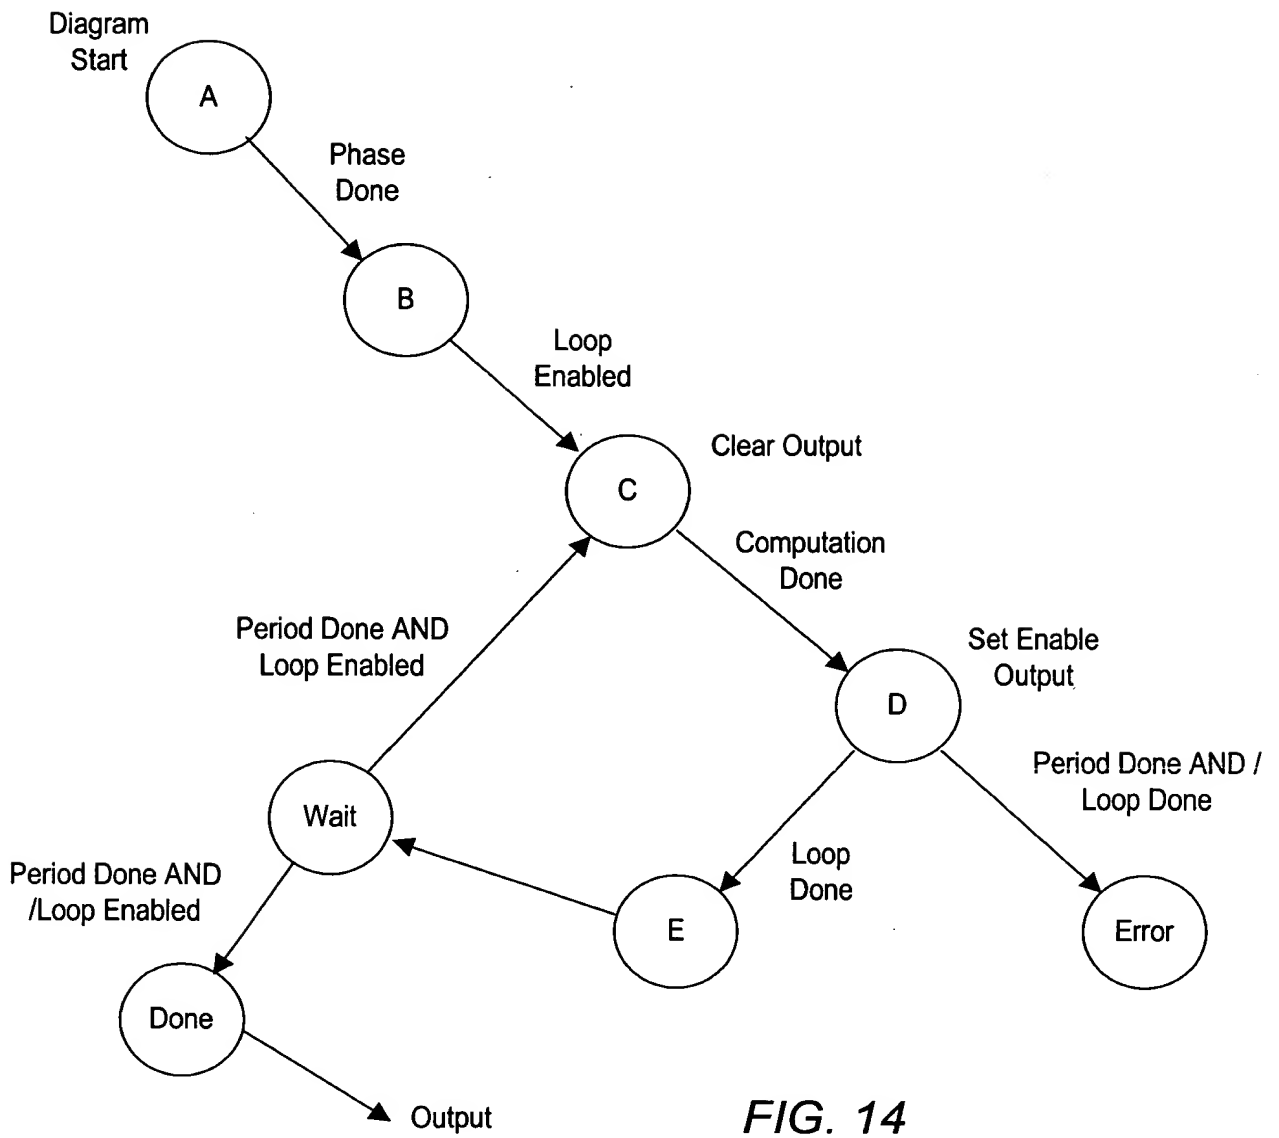 Diagram
Start
A
Phase
Done
B
Loop
Enabled
Clear Output
C
Computation
Done
Period Done AND
Loop Enabled
Set Enable
Output
D
Period Done AND /
Loop Done
Wait
Loop
Done
Period Done AND
/Loop Enabled
E
Error
Done
Output
FIG. 14